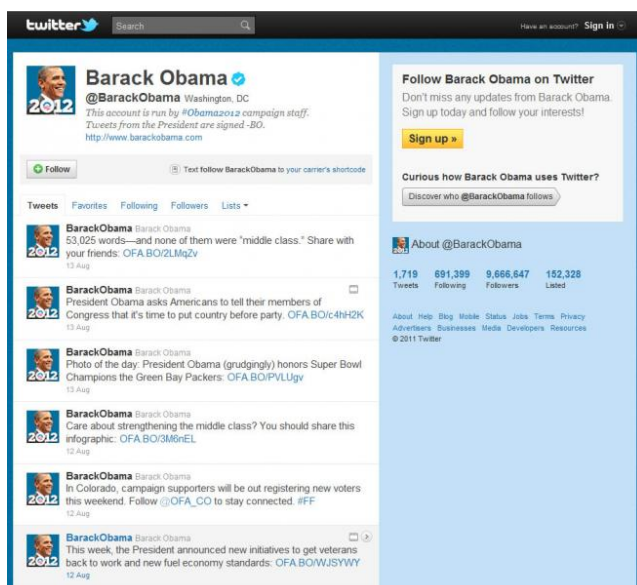 twitter
Search
Have an account? Sign in
Barack Obama
@BarackObama Washington, DC
This account is run by #Obama2012 campaign staff.
Tweets from the President are signed -BO.
http://www.barackobama.com
2012
Follow
Text follow BarackObama to your carrier's shortcode
Tweets Favorites Following Followers Lists
BarackObama Barack Obama
53,025 words—and none of them were "middle class." Share with
your friends: OFA.BO/2LMqZv
13 Aug
2012
BarackObama Barack Obama
President Obama asks Americans to tell their members of
Congress that it's time to put country before party. OFA.BO/c4hH2K
13 Aug
2012
BarackObama Barack Obama
Photo of the day: President Obama (grudgingly) honors Super Bowl
Champions the Green Bay Packers: OFA.BO/PVLUgv
13 Aug
2012
BarackObama Barack Obama
Care about strengthening the middle class? You should share this
infographic: OFA.BO/3M6nEL
12 Aug
2012
BarackObama Barack Obama
In Colorado, campaign supporters will be out registering new voters
this weekend. Follow @OFA_CO to stay connected. #FF
12 Aug
2012
BarackObama Barack Obama
This week, the President announced new initiatives to get veterans
back to work and new fuel economy standards: OFA.BO/WJSYWY
12 Aug
2012
Follow Barack Obama on Twitter
Don't miss any updates from Barack Obama.
Sign up today and follow your interests!
Sign up »
Curious how Barack Obama uses Twitter?
Discover who @BarackObama follows
About @BarackObama
1,719 691,399 9,666,647 152,328
Tweets Following Followers Listed
About Help Blog Mobile Status Jobs Terms Privacy
Advertisers Businesses Media Developers Resources
© 2011 Twitter